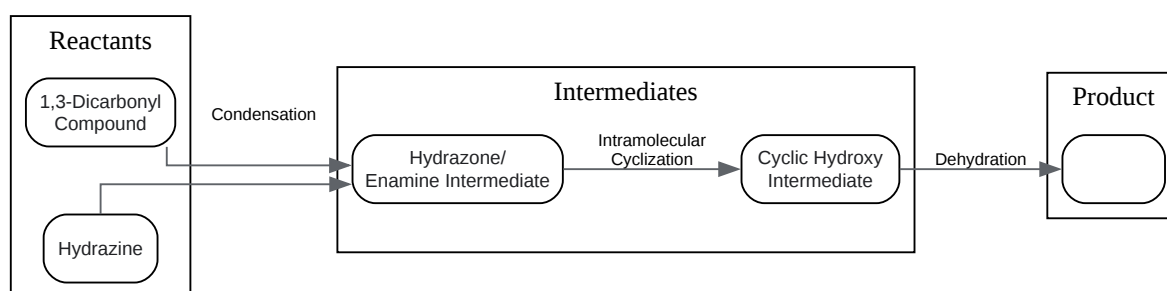 Reactants
1,3-Dicarbonyl
Compound
Hydrazine
Condensation
Intermediates
Hydrazone/
Enamine Intermediate
Intramolecular
Cyclization
Cyclic Hydroxy
Intermediate
Dehydration
Product